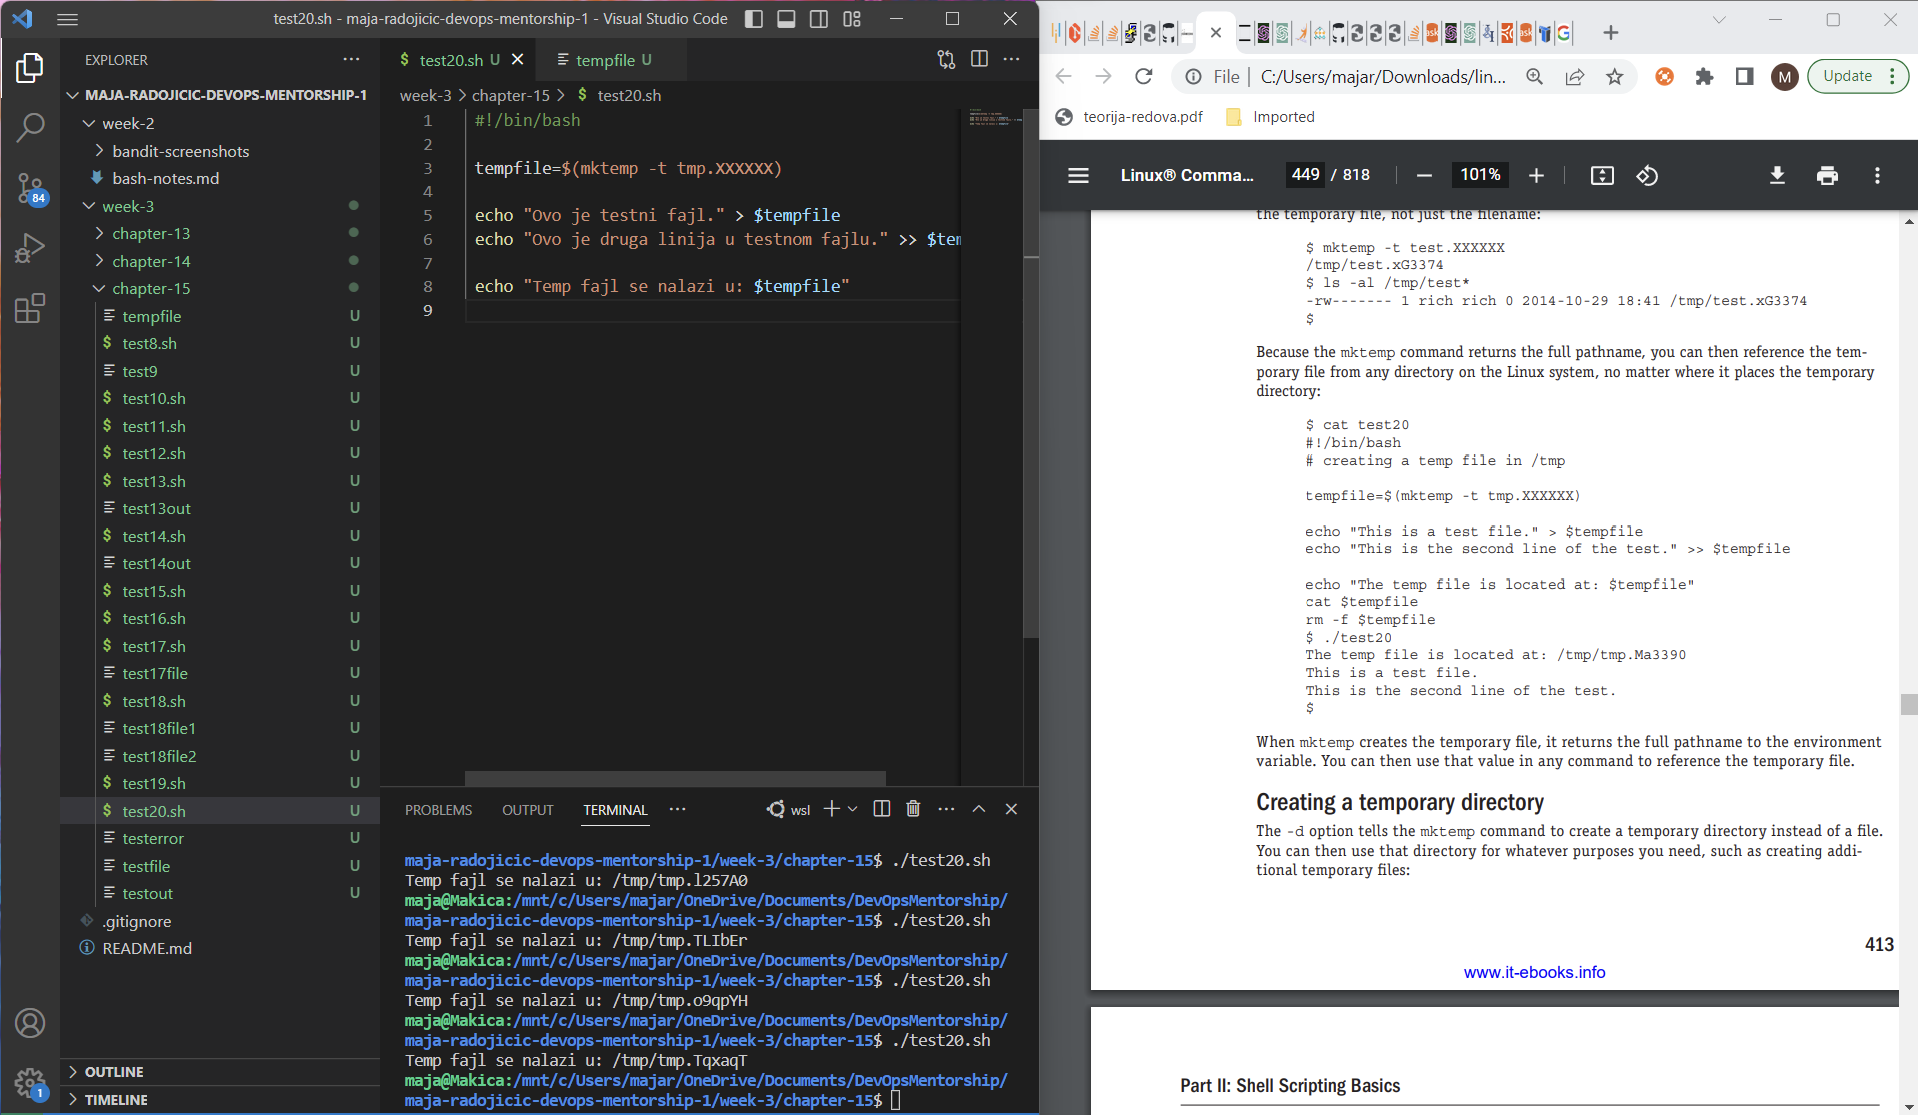 test20.sh - maja-radojicic-devops-mentorship-1 - Visual Studio Code
EXPLORER
MAJA-RADOJICIC-DEVOPS-MENTORSHIP-1
week-2
bandit-screenshots
bash-notes.md
84
week-3
chapter-13
chapter-14
chapter-15
tempfile U
$ test8.sh U
test9 U
$ test10.sh U
$ test11.sh U
$ test12.sh U
$ test13.sh U
test13out U
$ test14.sh U
test14out U
$ test15.sh U
$ test16.sh U
$ test17.sh U
test17file U
$ test18.sh U
test18file1 U
test18file2 U
$ test19.sh U
$ test20.sh U
testerror U
testfile U
testout U
.gitignore
README.md
OUTLINE
TIMELINE
1
$ test20.sh U
tempfile U
week-3 > chapter-15 > $ test20.sh
1 #!/bin/bash
2
3 tempfile=$(mktemp -t tmp.XXXXXX)
4
5 echo "Ovo je testni fajl." > $tempfile
6 echo "Ovo je druga linija u testnom fajlu." >> $tem
7
8 echo "Temp fajl se nalazi u: $tempfile"
9
PROBLEMS OUTPUT TERMINAL
wsl
maja-radojicic-devops-mentorship-1/week-3/chapter-15$ ./test20.sh
Temp fajl se nalazi u: /tmp/tmp.l257A0
maja@Makica:/mnt/c/Users/majar/OneDrive/Documents/DevOpsMentorship/
maja-radojicic-devops-mentorship-1/week-3/chapter-15$ ./test20.sh
Temp fajl se nalazi u: /tmp/tmp.TLIbEr
maja@Makica:/mnt/c/Users/majar/OneDrive/Documents/DevOpsMentorship/
maja-radojicic-devops-mentorship-1/week-3/chapter-15$ ./test20.sh
Temp fajl se nalazi u: /tmp/tmp.o9qpYH
maja@Makica:/mnt/c/Users/majar/OneDrive/Documents/DevOpsMentorship/
maja-radojicic-devops-mentorship-1/week-3/chapter-15$ ./test20.sh
Temp fajl se nalazi u: /tmp/tmp.TqxaqT
maja@Makica:/mnt/c/Users/majar/OneDrive/Documents/DevOpsMentorship/
maja-radojicic-devops-mentorship-1/week-3/chapter-15$
File | C:/Users/majar/Downloads/lin...
M
Update
teorija-redova.pdf
Imported
Linux® Comma...
449 / 818
101%
the temporary file, not just the filename:
$ mktemp -t test.XXXXXX
/tmp/test.xG3374
$ ls -al /tmp/test*
-rw------- 1 rich rich 0 2014-10-29 18:41 /tmp/test.xG3374
$
Because the mktemp command returns the full pathname, you can then reference the tem-
porary file from any directory on the Linux system, no matter where it places the temporary
directory:
$ cat test20
#!/bin/bash
# creating a temp file in /tmp
tempfile=$(mktemp -t tmp.XXXXXX)
echo "This is a test file." > $tempfile
echo "This is the second line of the test." >> $tempfile
echo "The temp file is located at: $tempfile"
cat $tempfile
rm -f $tempfile
$ ./test20
The temp file is located at: /tmp/tmp.Ma3390
This is a test file.
This is the second line of the test.
$
When mktemp creates the temporary file, it returns the full pathname to the environment
variable. You can then use that value in any command to reference the temporary file.
Creating a temporary directory
The -d option tells the mktemp command to create a temporary directory instead of a file.
You can then use that directory for whatever purposes you need, such as creating addi-
tional temporary files:
413
www.it-ebooks.info
Part II: Shell Scripting Basics